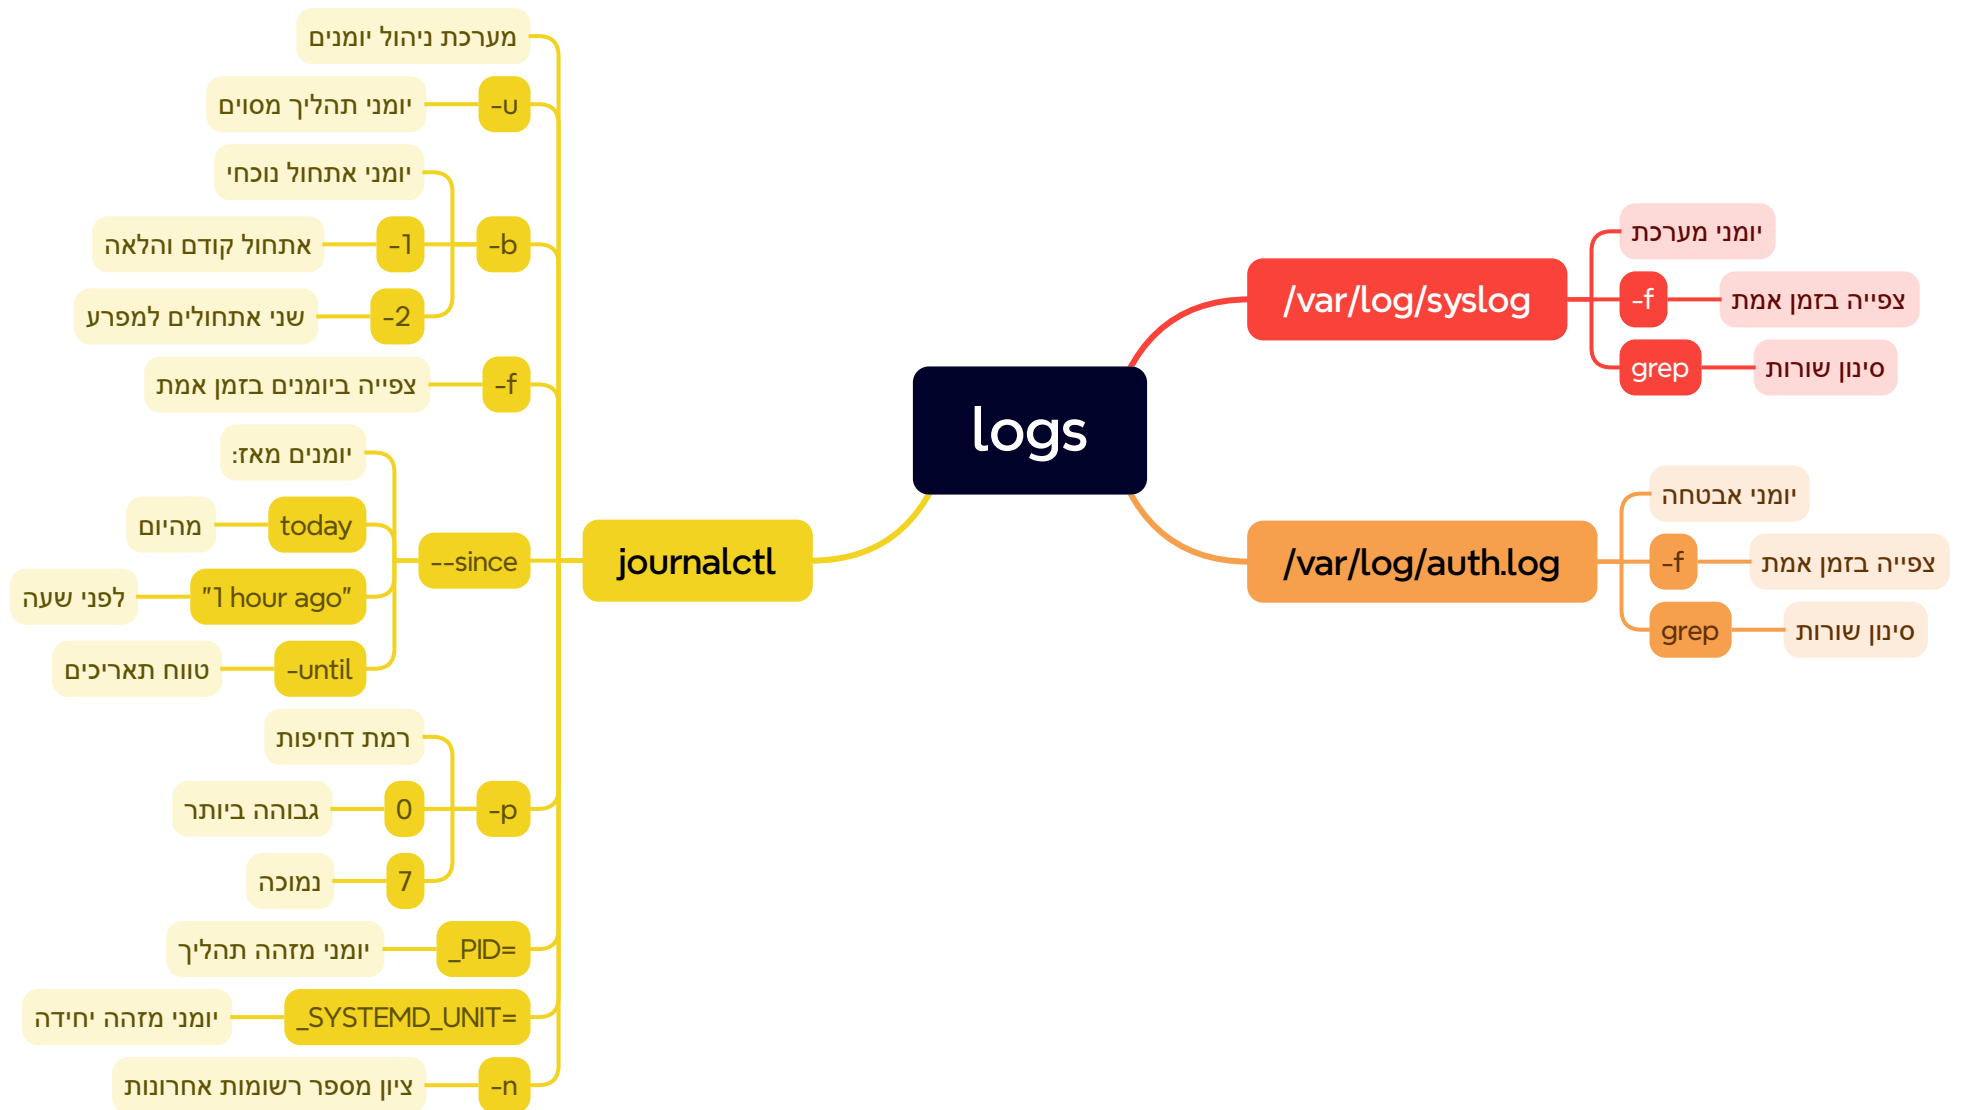 logs
/var/log/syslog
יומני מערכת
-f
צפייה בזמן אמת
grep
סינון שורות
/var/log/auth.log
יומני אבטחה
-f
צפייה בזמן אמת
grep
סינון שורות
journalctl
מערכת ניהול יומנים
-u
יומני תהליך מסוים
-b
יומני אתחול נוכחי
-1
אתחול קודם והלאה
-2
שני אתחולים למפרע
-f
צפייה ביומנים בזמן אמת
--since
יומנים מאז:
today
מהיום
"1 hour ago"
לפני שעה
-until
טווח תאריכים
-p
רמת דחיפות
0
גבוהה ביותר
7
נמוכה
_PID=
יומני מזהה תהליך
_SYSTEMD_UNIT=
יומני מזהה יחידה
-n
ציון מספר רשומות אחרונות